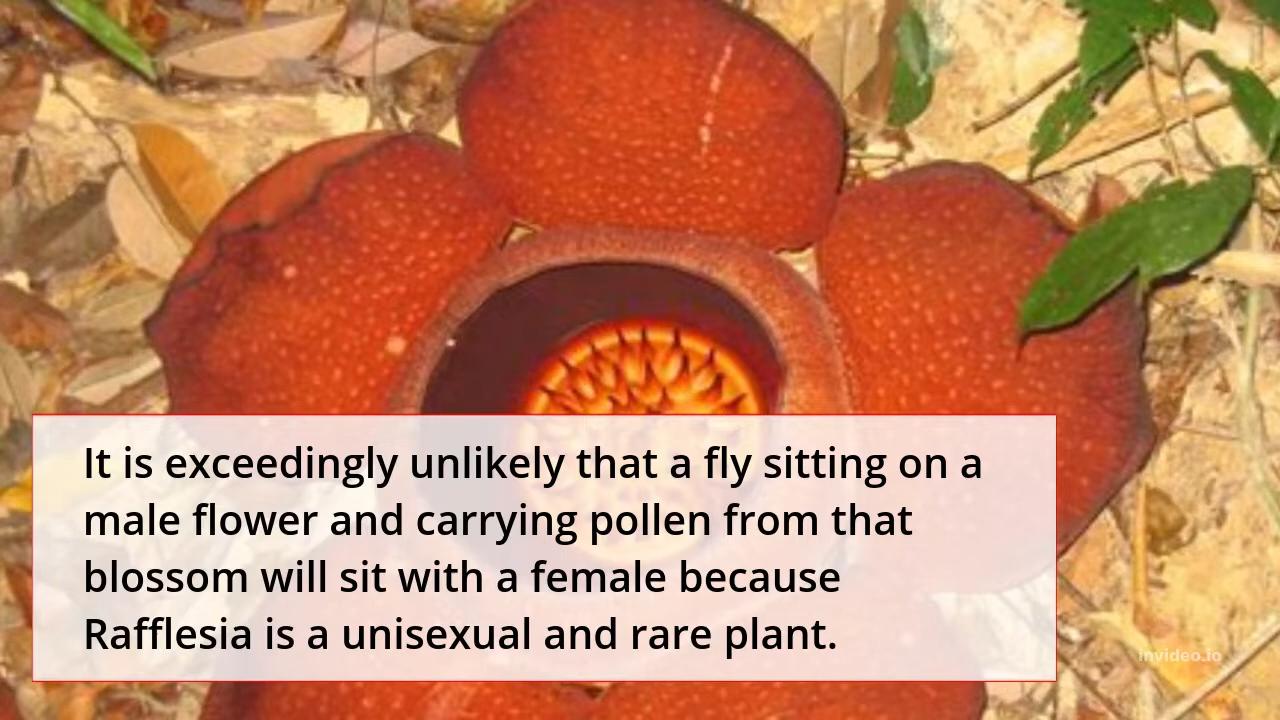 It is exceedingly unlikely that a fly sitting on a
male flower and carrying pollen from that
blossom will sit with a female because
Rafflesia is a unisexual and rare plant.
invideo.io